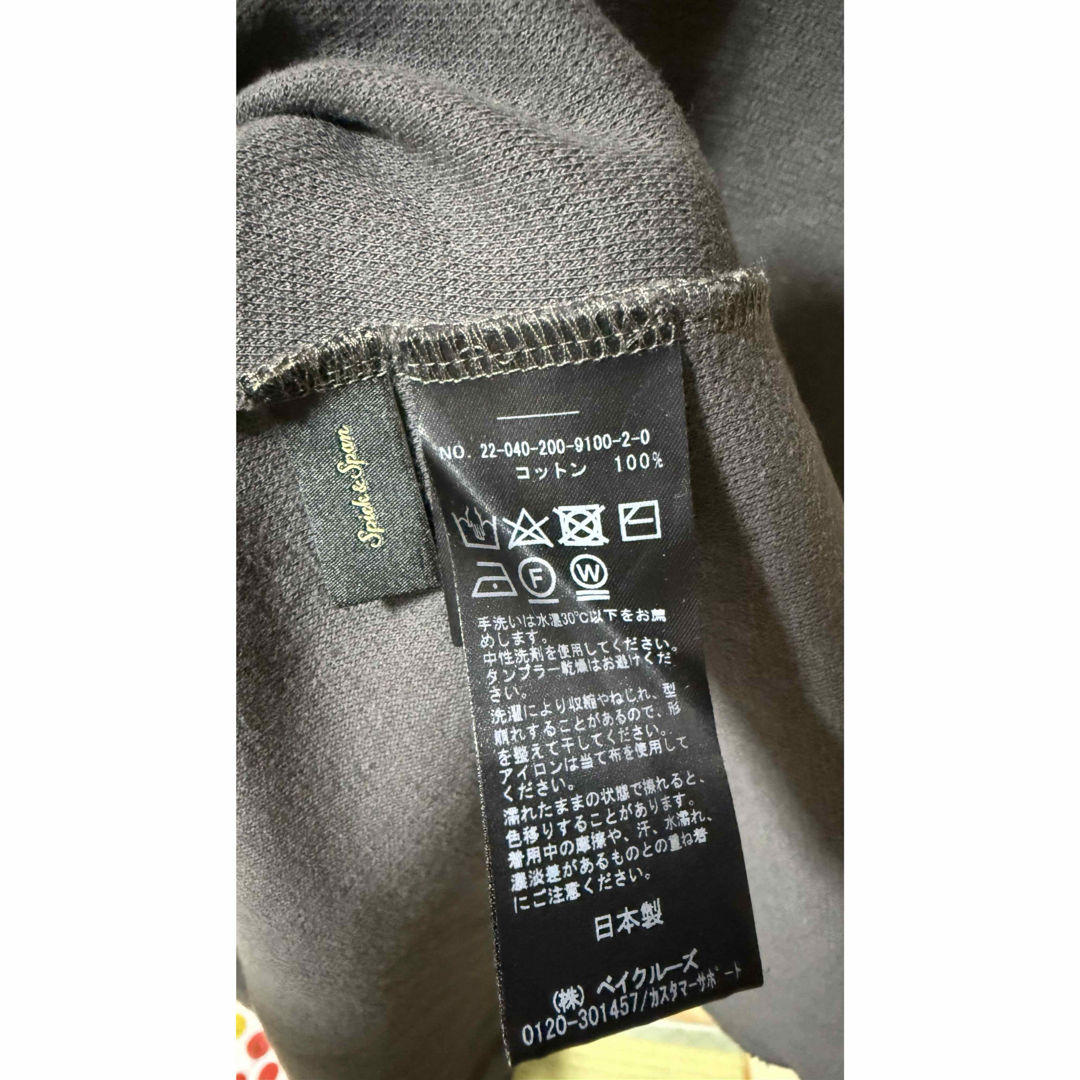 Spick & Span
NO. 22-040-200-9100-2-0
コットン 100%
F W
手洗いは水温30℃以下をお薦
めします。
中性洗剤を使用してください。
タンブラー乾燥はお避けくだ
さい。
洗濯により収縮やねじれ、型
崩れすることがあるので、形
を整えて干してください。
アイロンは当て布を使用して
ください。
濡れたままの状態で擦れると、
色移りすることがあります。
着用中の摩擦や、汗、水濡れ、
濃淡差があるものとの重ね着
にご注意ください。
日本製
(株) ベイクルーズ
0120-301457/カスタマーサポート